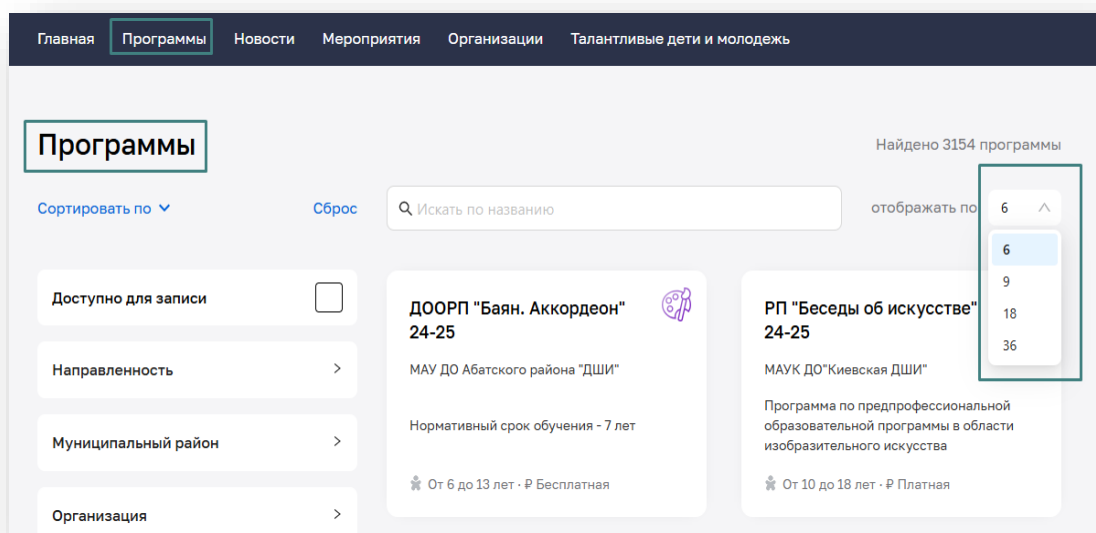 Главная Программы Новости Мероприятия Организации Талантливые дети и молодежь
Программы
Найдено 3154 программы
Сортировать по
Сброс
Искать по названию
отображать по
6
6
9
18
36
Доступно для записи
Направленность
Муниципальный район
Организация
ДООРП "Баян. Аккордеон"
24-25
МАУ ДО Абатского района "ДШИ"
Нормативный срок обучения - 7 лет
От 6 до 13 лет · ₽ Бесплатная
РП "Беседы об искусстве"
24-25
МАУК ДО"Киевская ДШИ"
Программа по предпрофессиональной
образовательной программы в области
изобразительного искусства
От 10 до 18 лет · ₽ Платная